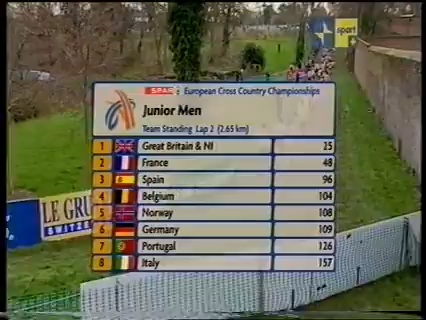 sport
SPAR European Cross Country Championships
Junior Men
Team Standing Lap 2 (2.65 km)
1 Great Britain & NI 25
2 France 48
3 Spain 96
4 Belgium 104
5 Norway 108
6 Germany 109
7 Portugal 126
8 Italy 157
LE GRU
SWITZE